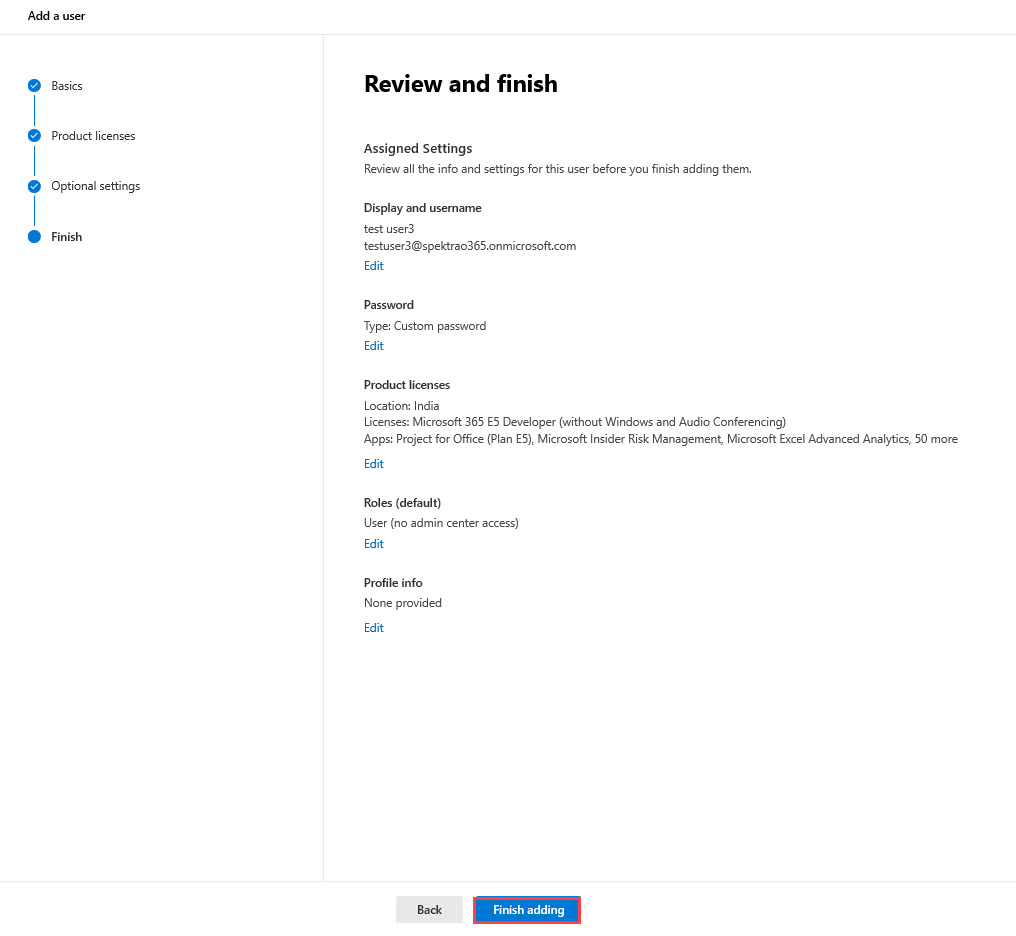 Add a user
Basics
Product licenses
Optional settings
Finish
Review and finish
Assigned Settings
Review all the info and settings for this user before you finish adding them.
Display and username
test user3
testuser3@spektrao365.onmicrosoft.com
Edit
Password
Type: Custom password
Edit
Product licenses
Location: India
Licenses: Microsoft 365 E5 Developer (without Windows and Audio Conferencing)
Apps: Project for Office (Plan E5), Microsoft Insider Risk Management, Microsoft Excel Advanced Analytics, 50 more
Edit
Roles (default)
User (no admin center access)
Edit
Profile info
None provided
Edit
Back
Finish adding